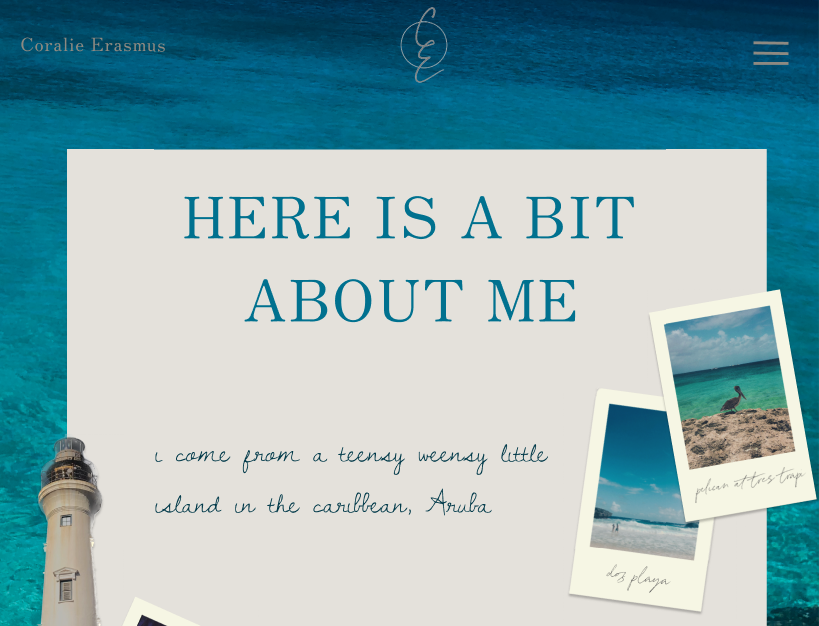 Coralie Erasmus
CE
HERE IS A BIT
ABOUT ME
i come from a teensy weensy little
island in the caribbean, Aruba
pelican at tres trap
dos playa